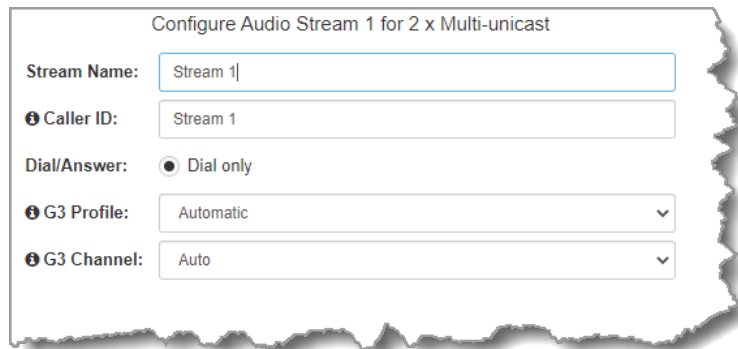 Configure Audio Stream 1 for 2 x Multi-unicast
Stream Name: Stream 1
Caller ID: Stream 1
Dial/Answer: Dial only
G3 Profile: Automatic
G3 Channel: Auto